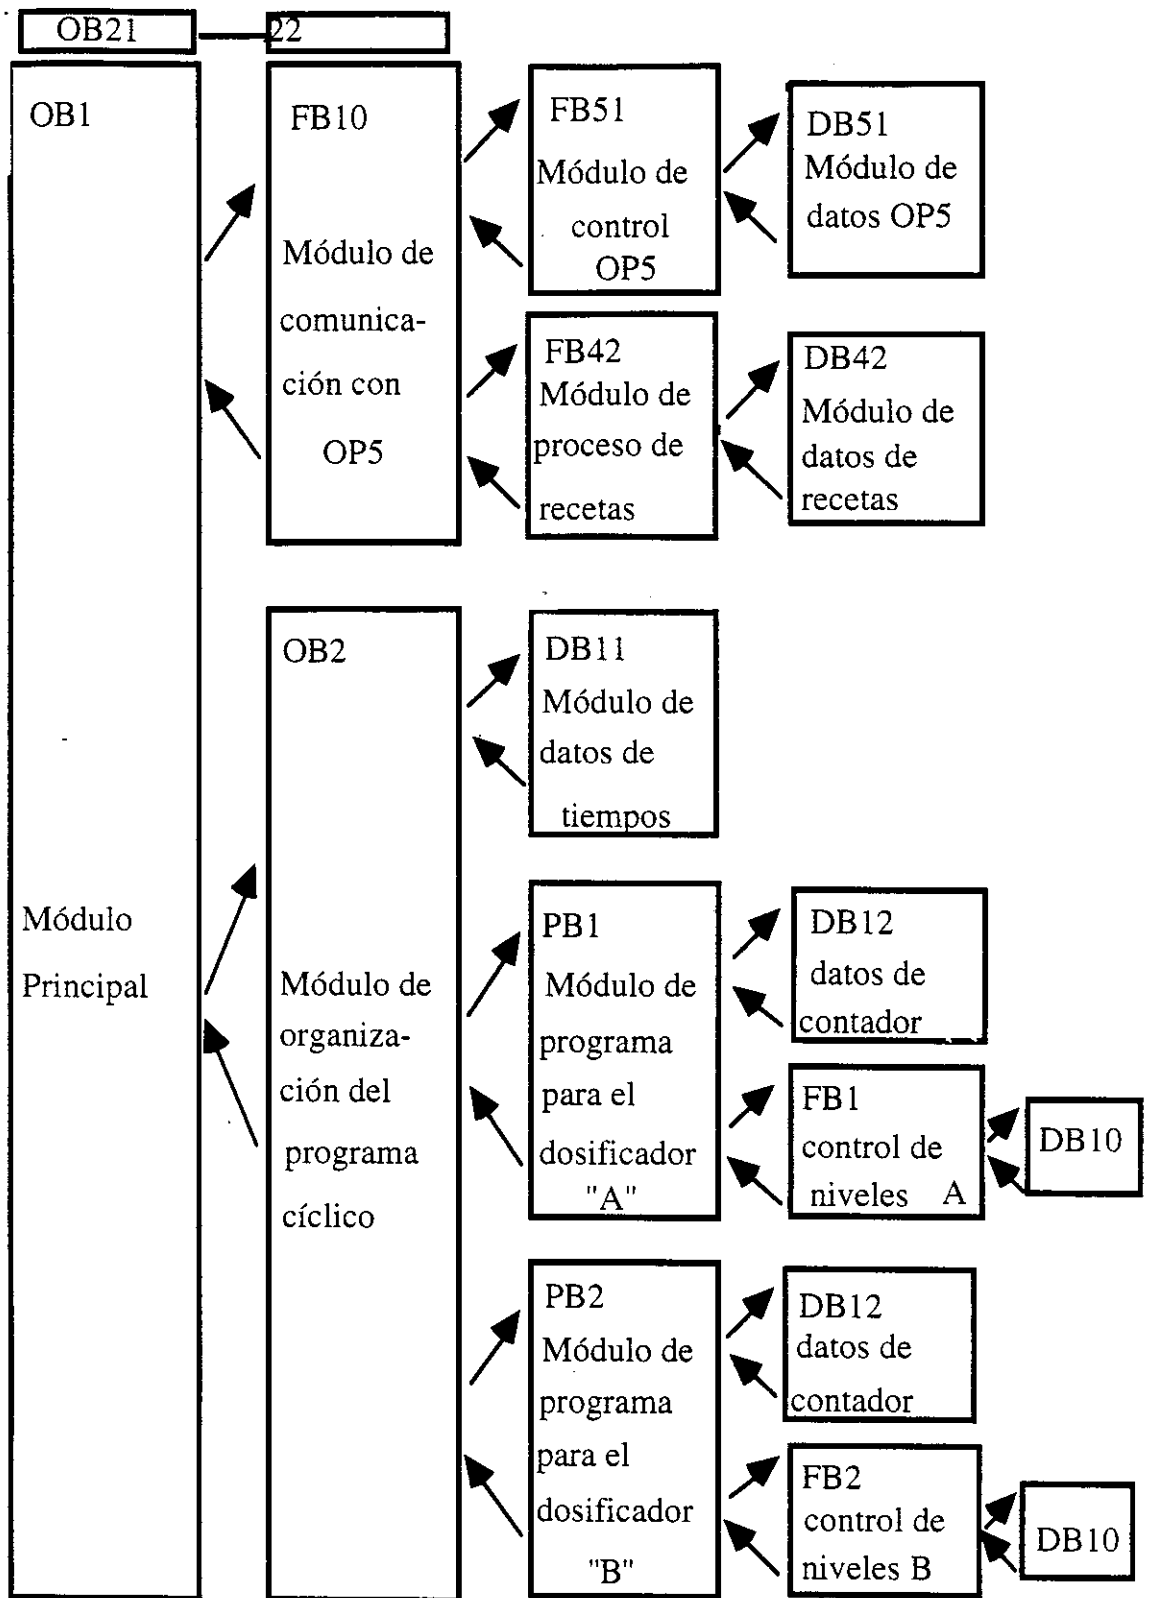 OB21
22
OB1
Módulo
Principal
FB10
Módulo de
comunica-
ción con
OP5
FB51
Módulo de
control
OP5
DB51
Módulo de
datos OP5
FB42
Módulo de
proceso de
recetas
DB42
Módulo de
datos de
recetas
OB2
Módulo de
organiza-
ción del
programa
cíclico
DB11
Módulo de
datos de
tiempos
PB1
Módulo de
programa
para el
dosificador
"A"
DB12
datos de
contador
FB1
control de
niveles A
DB10
PB2
Módulo de
programa
para el
dosificador
"B"
DB12
datos de
contador
FB2
control de
niveles B
DB10